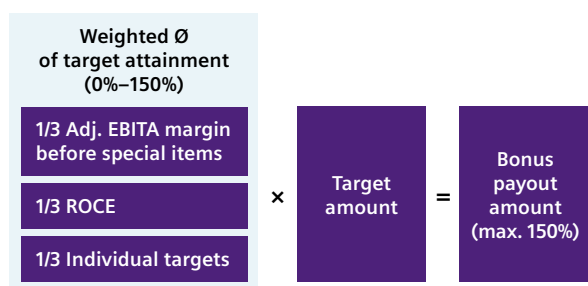 Weighted Ø
of target attainment
(0%–150%)
1/3 Adj. EBITA margin
before special items
1/3 ROCE
1/3 Individual targets
×
Target
amount
=
Bonus
payout
amount
(max. 150%)